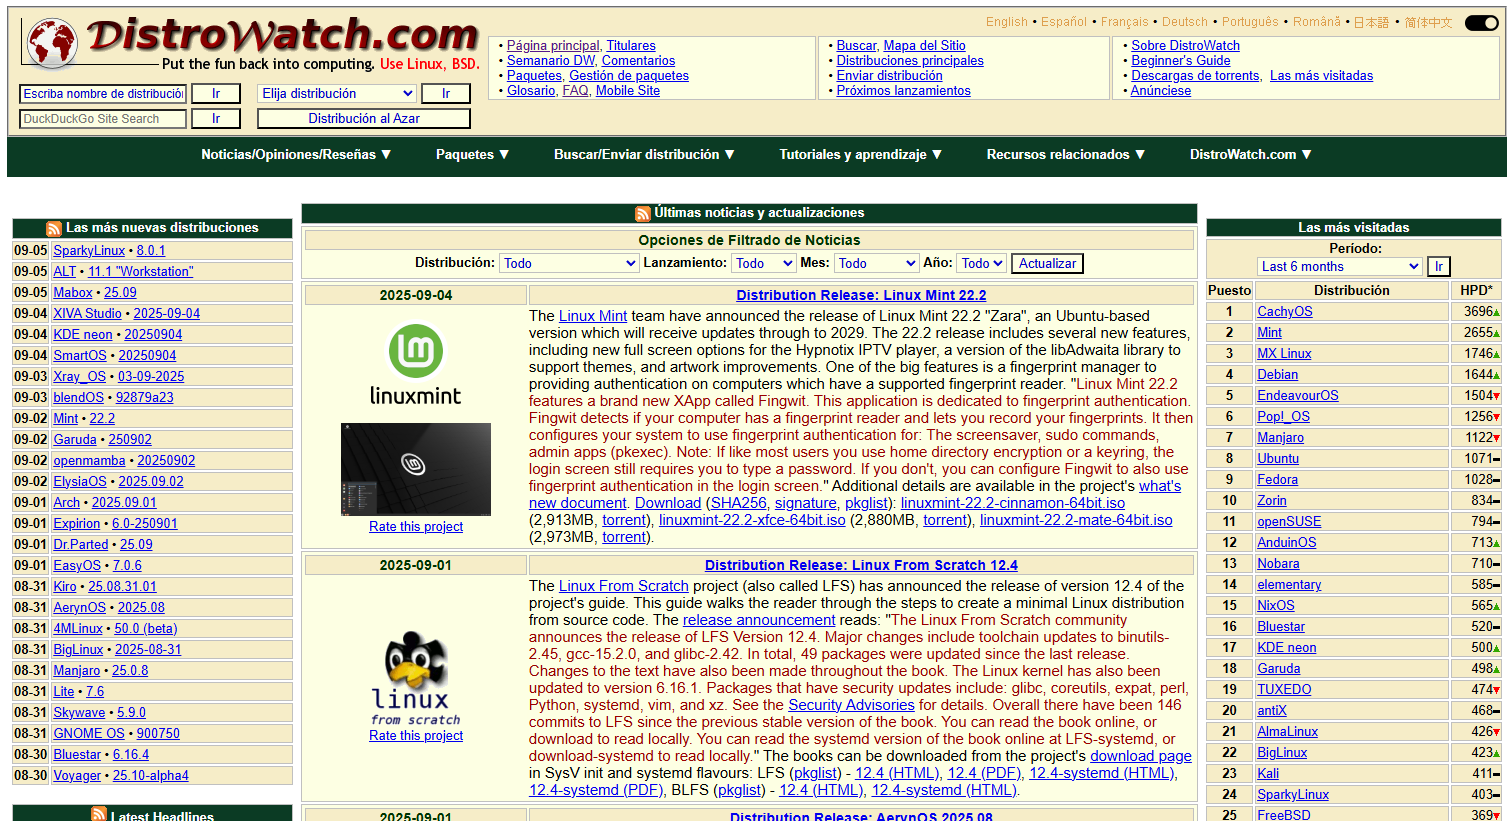 DistroWatch.com
Put the fun back into computing. Use Linux, BSD.
English • Español • Français • Deutsch • Português • Română • 日本語 • 简体中文
• Página principal, Titulares
• Semanario DW, Comentarios
• Paquetes, Gestión de paquetes
• Glosario, FAQ, Mobile Site
• Buscar, Mapa del Sitio
• Distribuciones principales
• Enviar distribución
• Próximos lanzamientos
• Sobre DistroWatch
• Beginner's Guide
• Descargas de torrents, Las más visitadas
• Anúnciese
Escriba nombre de distribución Ir Elija distribución Ir
DuckDuckGo Site Search Ir Distribución al Azar
Noticias/Opiniones/Reseñas ▼ Paquetes ▼ Buscar/Enviar distribución ▼ Tutoriales y aprendizaje ▼ Recursos relacionados ▼ DistroWatch.com ▼
Las más nuevas distribuciones
09-05 SparkyLinux • 8.0.1
09-05 ALT • 11.1 "Workstation"
09-05 Mabox • 25.09
09-04 XIVA Studio • 2025-09-04
09-04 KDE neon • 20250904
09-04 SmartOS • 20250904
09-03 Xray_OS • 03-09-2025
09-03 blendOS • 92879a23
09-02 Mint • 22.2
09-02 Garuda • 250902
09-02 openmamba • 20250902
09-02 ElysiaOS • 2025.09.02
09-01 Arch • 2025.09.01
09-01 Expirion • 6.0-250901
09-01 Dr.Parted • 25.09
09-01 EasyOS • 7.0.6
08-31 Kiro • 25.08.31.01
08-31 AerynOS • 2025.08
08-31 4MLinux • 50.0 (beta)
08-31 BigLinux • 2025-08-31
08-31 Manjaro • 25.0.8
08-31 Lite • 7.6
08-31 Skywave • 5.9.0
08-31 GNOME OS • 900750
08-30 Bluestar • 6.16.4
08-30 Voyager • 25.10-alpha4
Latest Headlines
Últimas noticias y actualizaciones
Opciones de Filtrado de Noticias
Distribución: Todo Lanzamiento: Todo Mes: Todo Año: Todo Actualizar
2025-09-04 Distribution Release: Linux Mint 22.2
linuxmint
Rate this project
The Linux Mint team have announced the release of Linux Mint 22.2 "Zara", an Ubuntu-based
version which will receive updates through to 2029. The 22.2 release includes several new features,
including new full screen options for the Hypnotix IPTV player, a version of the libAdwaita library to
support themes, and artwork improvements. One of the big features is a fingerprint manager to
providing authentication on computers which have a supported fingerprint reader. "Linux Mint 22.2
features a brand new XApp called Fingwit. This application is dedicated to fingerprint authentication.
Fingwit detects if your computer has a fingerprint reader and lets you record your fingerprints. It then
configures your system to use fingerprint authentication for: The screensaver, sudo commands,
admin apps (pkexec). Note: If like most users you use home directory encryption or a keyring, the
login screen still requires you to type a password. If you don't, you can configure Fingwit to also use
fingerprint authentication in the login screen." Additional details are available in the project's what's
new document. Download (SHA256, signature, pkglist): linuxmint-22.2-cinnamon-64bit.iso
(2,913MB, torrent), linuxmint-22.2-xfce-64bit.iso (2,880MB, torrent), linuxmint-22.2-mate-64bit.iso
(2,973MB, torrent).
2025-09-01 Distribution Release: Linux From Scratch 12.4
linux
from scratch
Rate this project
The Linux From Scratch project (also called LFS) has announced the release of version 12.4 of the
project's guide. This guide walks the reader through the steps to create a minimal Linux distribution
from source code. The release announcement reads: "The Linux From Scratch community
announces the release of LFS Version 12.4. Major changes include toolchain updates to binutils-
2.45, gcc-15.2.0, and glibc-2.42. In total, 49 packages were updated since the last release.
Changes to the text have also been made throughout the book. The Linux kernel has also been
updated to version 6.16.1. Packages that have security updates include: glibc, coreutils, expat, perl,
Python, systemd, vim, and xz. See the Security Advisories for details. Overall there have been 146
commits to LFS since the previous stable version of the book. You can read the book online, or
download to read locally. You can read the systemd version of the book online at LFS-systemd, or
download-systemd to read locally." The books can be downloaded from the project's download page
in SysV init and systemd flavours: LFS (pkglist) - 12.4 (HTML), 12.4 (PDF), 12.4-systemd (HTML),
12.4-systemd (PDF), BLFS (pkglist) - 12.4 (HTML), 12.4-systemd (HTML).
2025-09-01 Distribution Release: AerynOS 2025.08
Las más visitadas
Período:
Last 6 months Ir
Puesto Distribución HPD*
1 CachyOS 3696▲
2 Mint 2655▲
3 MX Linux 1746▲
4 Debian 1644▲
5 EndeavourOS 1504▼
6 Pop!_OS 1256▼
7 Manjaro 1122▼
8 Ubuntu 1071
9 Fedora 1028
10 Zorin 834
11 openSUSE 794
12 AnduinOS 713▲
13 Nobara 710
14 elementary 585
15 NixOS 565▲
16 Bluestar 520
17 KDE neon 500▲
18 Garuda 498▲
19 TUXEDO 474▼
20 antiX 468
21 AlmaLinux 426▼
22 BigLinux 423▲
23 Kali 411
24 SparkyLinux 403
25 FreeBSD 369▼